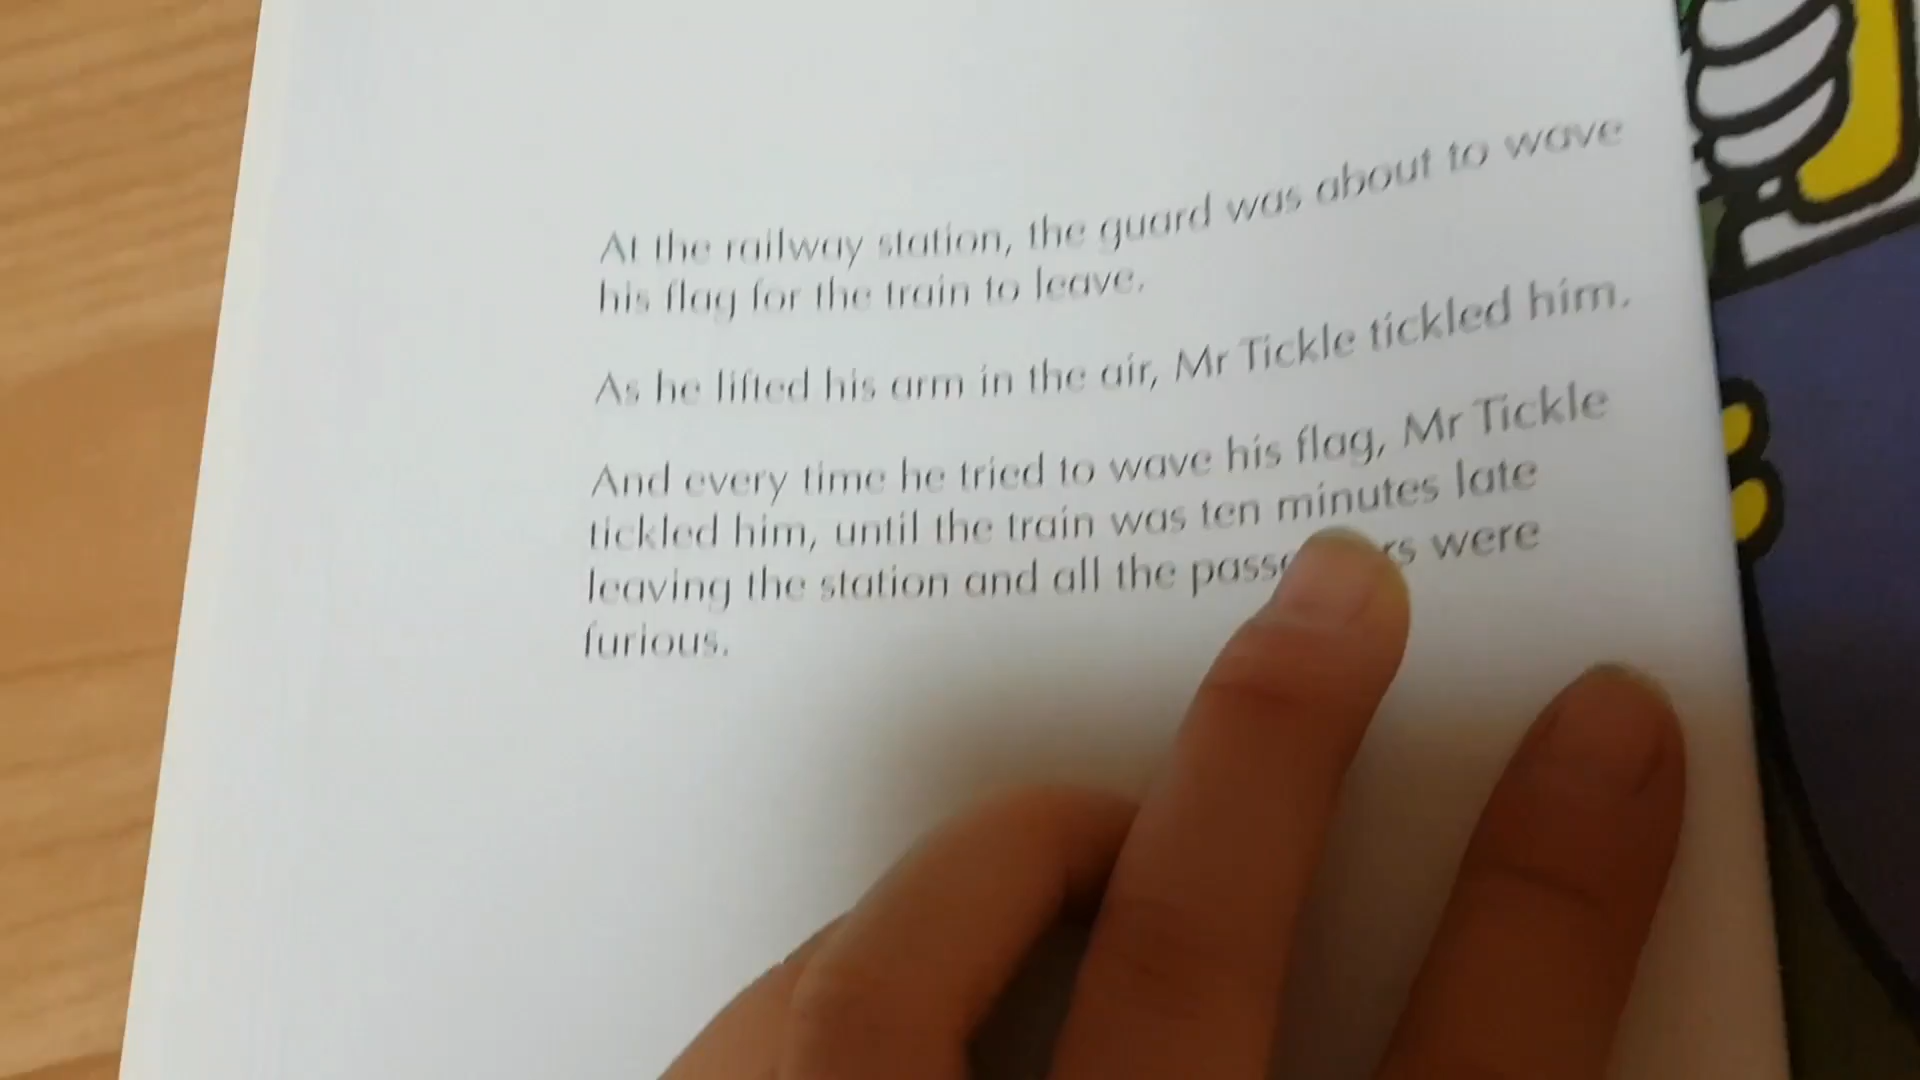 At the railway station, the guard was about to wave
his flag for the train to leave.
As he lifted his arm in the air, Mr Tickle tickled him.
And every time he tried to wave his flag, Mr Tickle
tickled him, until the train was ten minutes late
leaving the station and all the were
furious.